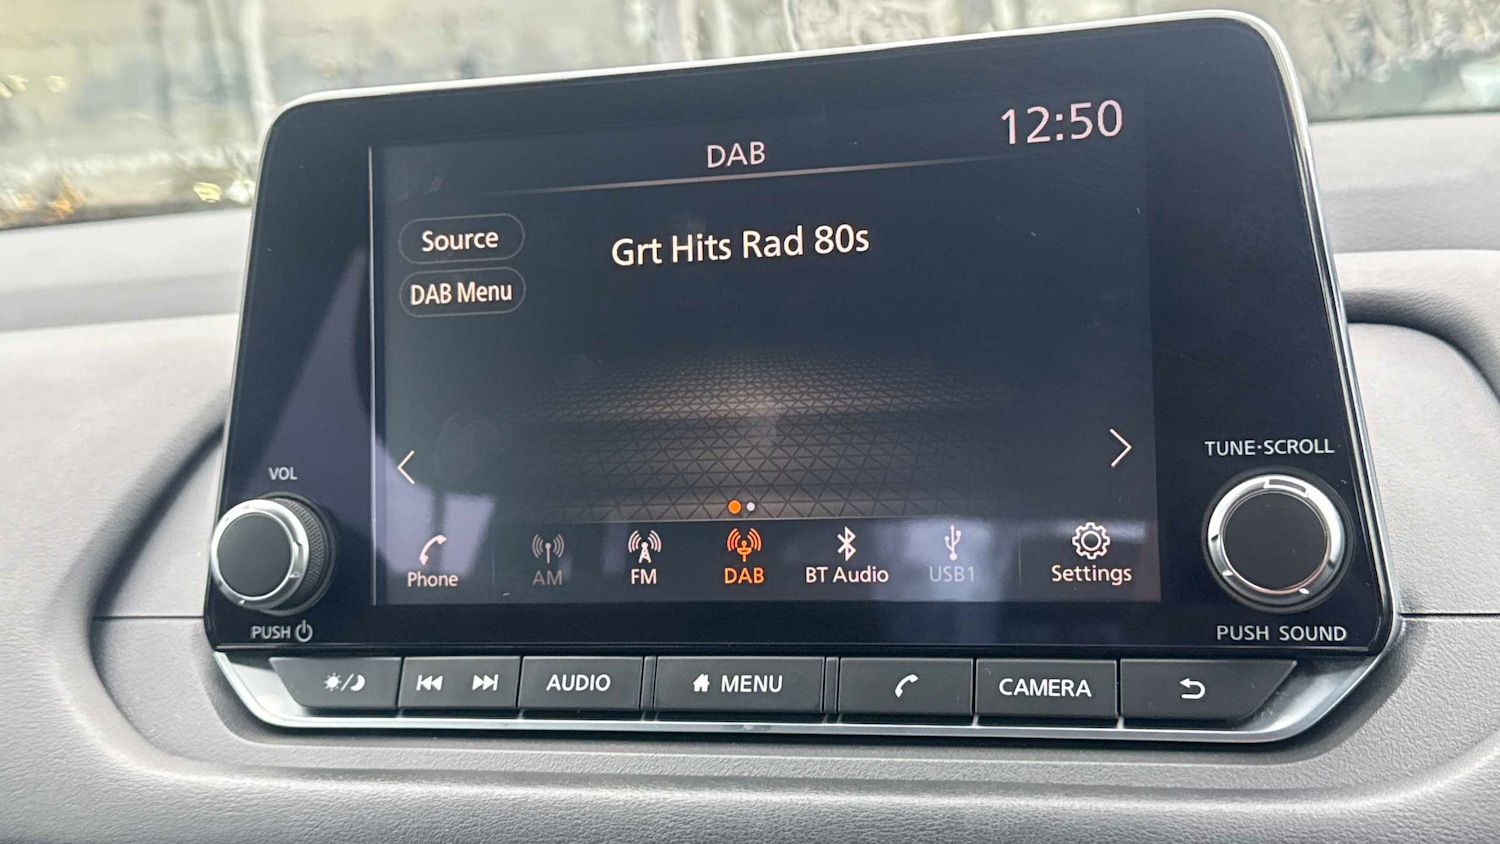 12:50
DAB
Source
Grt Hits Rad 80s
DAB Menu
VOL
TUNE·SCROLL
Phone
AM
FM
DAB
BT Audio
USB1
Settings
PUSH
PUSH SOUND
AUDIO
MENU
CAMERA